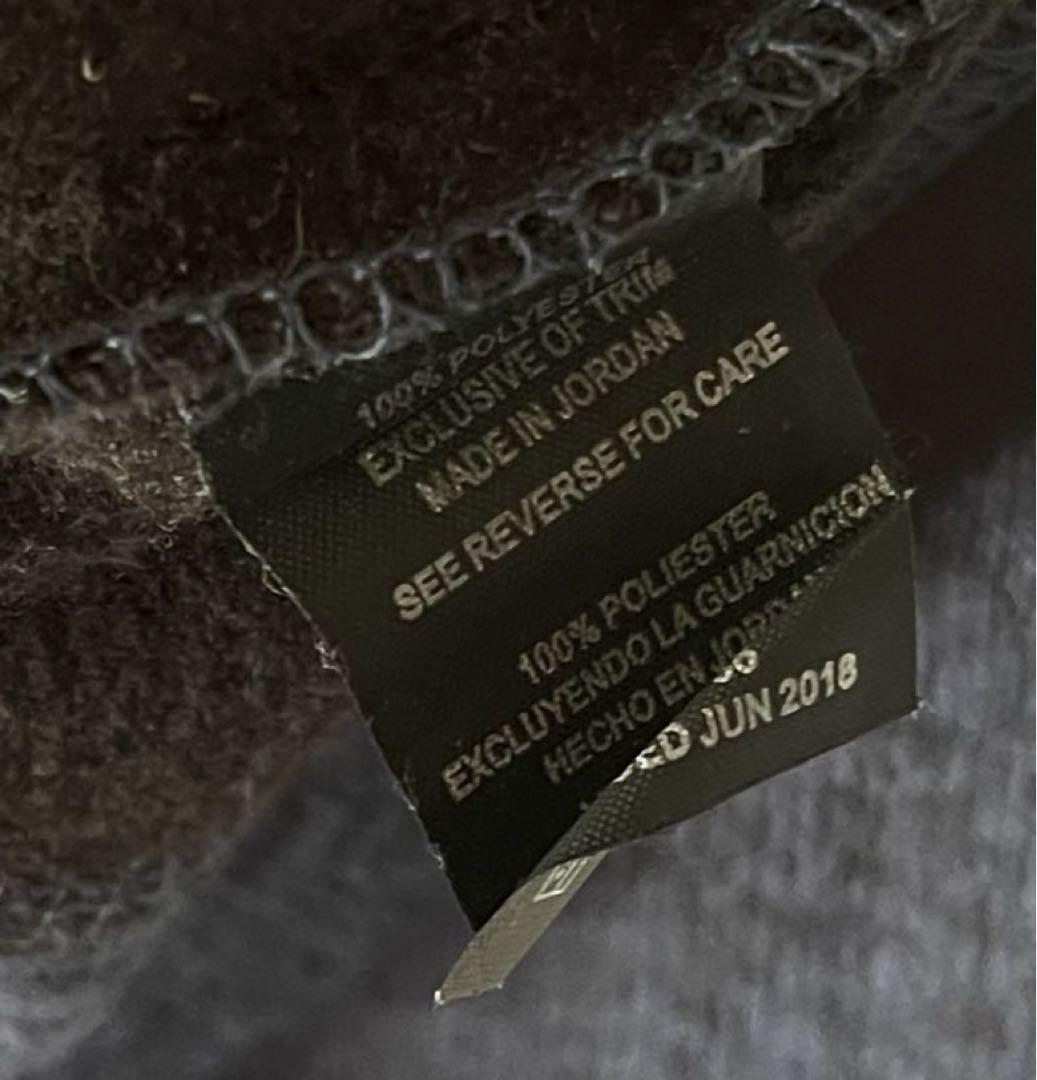 100% POLYESTER
EXCLUSIVE OF TRIM
MADE IN JORDAN
SEE REVERSE FOR CARE
100% POLIESTER
EXCLUYENDO LA GUARNICION
HECHO EN
JUN 2018